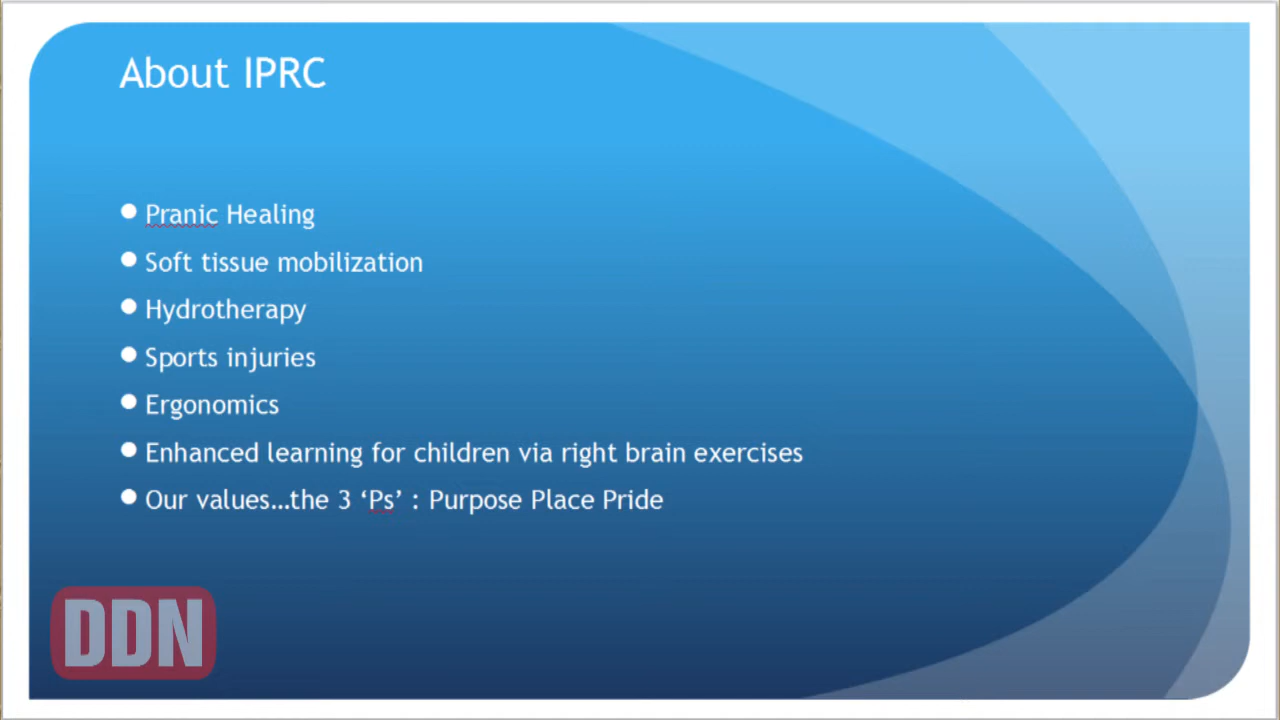 About IPRC
Pranic Healing
Soft tissue mobilization
Hydrotherapy
Sports injuries
Ergonomics
Enhanced learning for children via right brain exercises
Our values…the 3 ‘Ps’ : Purpose Place Pride
DDN